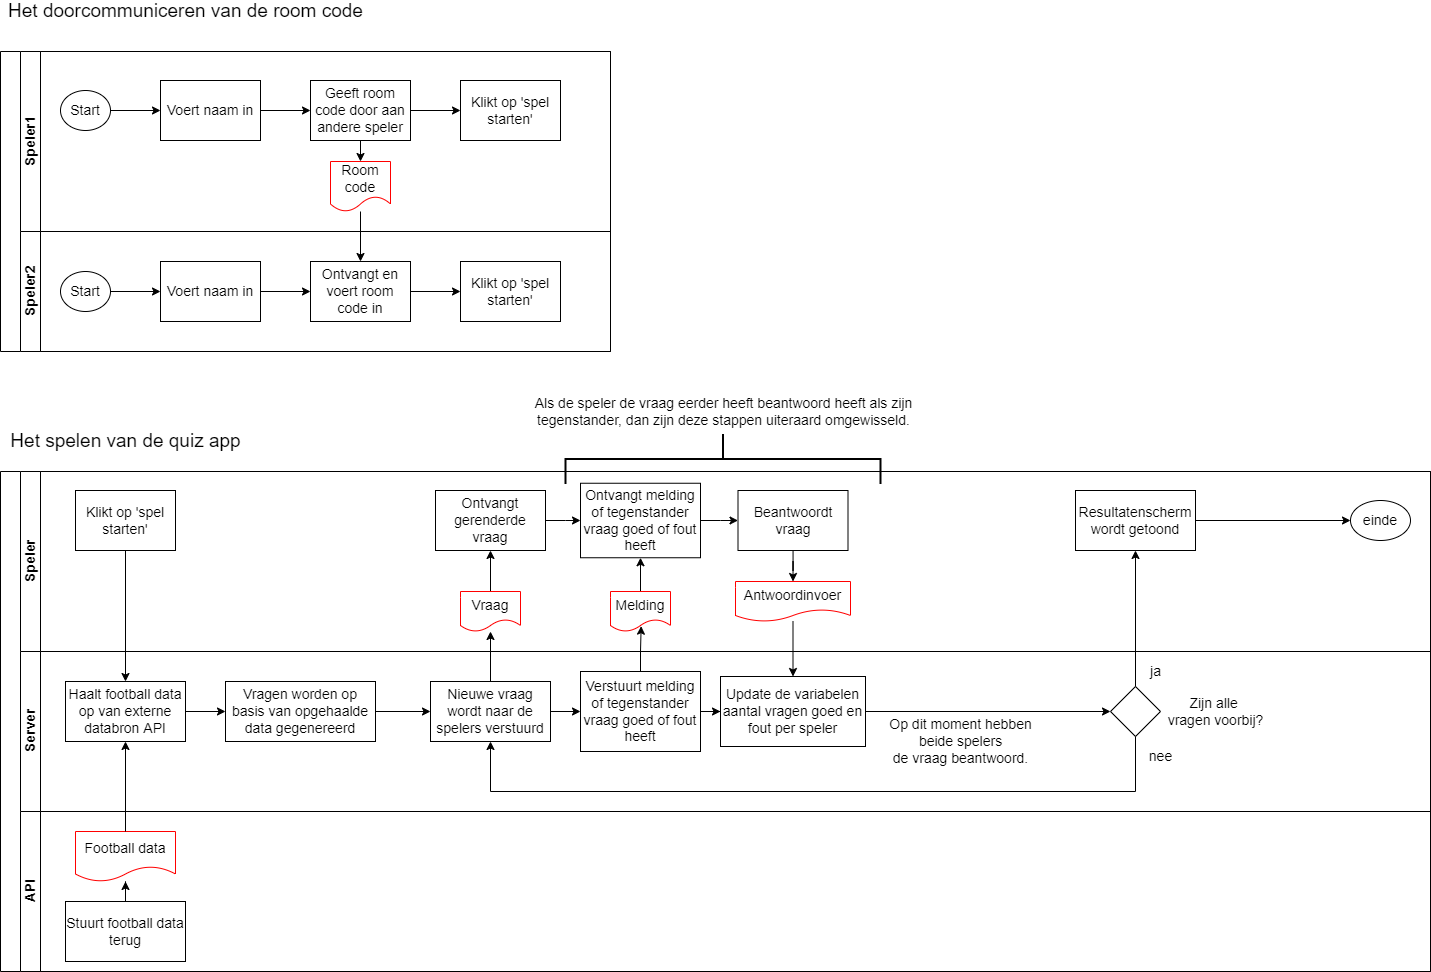 Het doorcommuniceren van de room code
Speler1
Start
Voert naam in
Geeft room
code door aan
andere speler
Klikt op 'spel
starten'
Room
code
Speler2
Start
Voert naam in
Ontvangt en
voert room
code in
Klikt op 'spel
starten'
Als de speler de vraag eerder heeft beantwoord heeft als zijn
tegenstander, dan zijn deze stappen uiteraard omgewisseld.
Het spelen van de quiz app
Speler
Klikt op 'spel
starten'
Ontvangt
gerenderde
vraag
Ontvangt melding
of tegenstander
vraag goed of fout
heeft
Beantwoordt
vraag
Resultatenscherm
wordt getoond
einde
Vraag
Melding
Antwoordinvoer
Server
Haalt football data
op van externe
databron API
Vragen worden op
basis van opgehaalde
data gegenereerd
Nieuwe vraag
wordt naar de
spelers verstuurd
Verstuurt melding
of tegenstander
vraag goed of fout
heeft
Update de variabelen
aantal vragen goed en
fout per speler
Op dit moment hebben
beide spelers
de vraag beantwoord.
ja
Zijn alle
vragen voorbij?
nee
API
Football data
Stuurt football data
terug